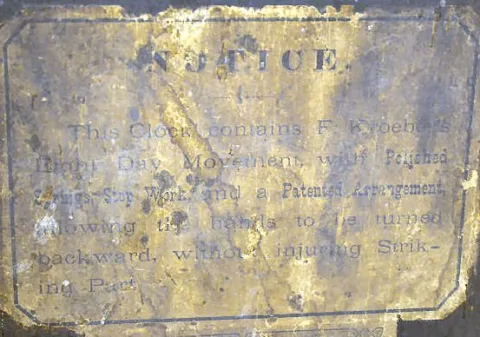 NOTICE.
This Clock contains F. Kroeber's
Eight Day Movement, with Polished
Springs, Stop Work, and a Patented Arrangement,
allowing the hands to be turned
backward, without injuring Strik-
ing Part.